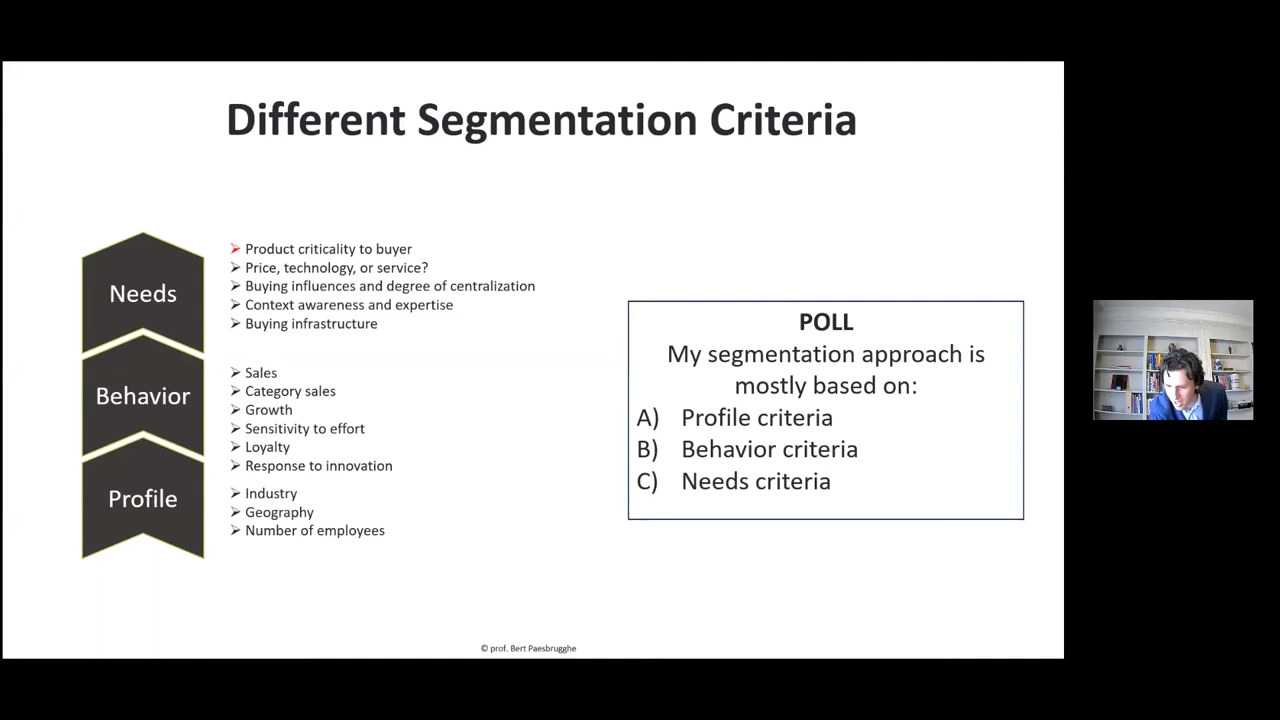 Different Segmentation Criteria
Needs
➢ Product criticality to buyer
➢ Price, technology, or service?
➢ Buying influences and degree of centralization
➢ Context awareness and expertise
➢ Buying infrastructure
Behavior
➢ Sales
➢ Category sales
➢ Growth
➢ Sensitivity to effort
➢ Loyalty
➢ Response to innovation
Profile
➢ Industry
➢ Geography
➢ Number of employees
POLL
My segmentation approach is
mostly based on:
A) Profile criteria
B) Behavior criteria
C) Needs criteria
© prof. Bert Paesbrugghe